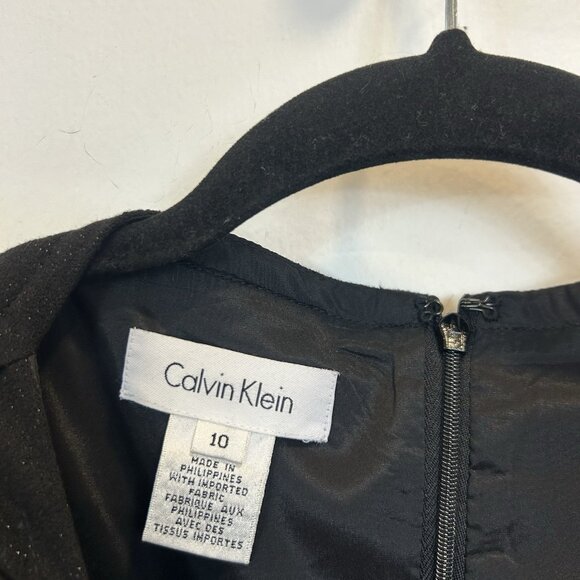 Calvin Klein
10
MADE IN
PHILIPPINES
WITH IMPORTED
FABRIC
FABRIQUE AUX
PHILIPPINES
AVEC DES
TISSUS IMPORTES